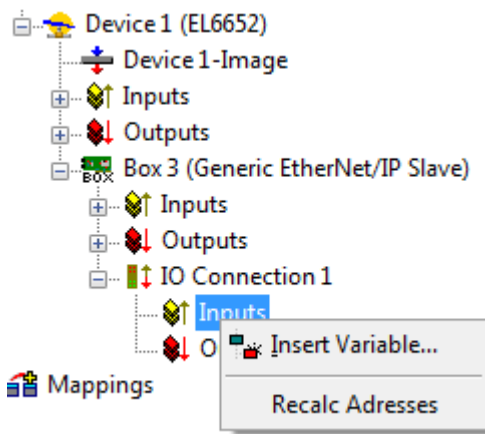 Device 1 (EL6652)
Device 1-Image
Inputs
Outputs
BOX Box 3 (Generic EtherNet/IP Slave)
Inputs
Outputs
IO Connection 1
Inputs
O
Insert Variable...
Mappings
Recalc Adresses